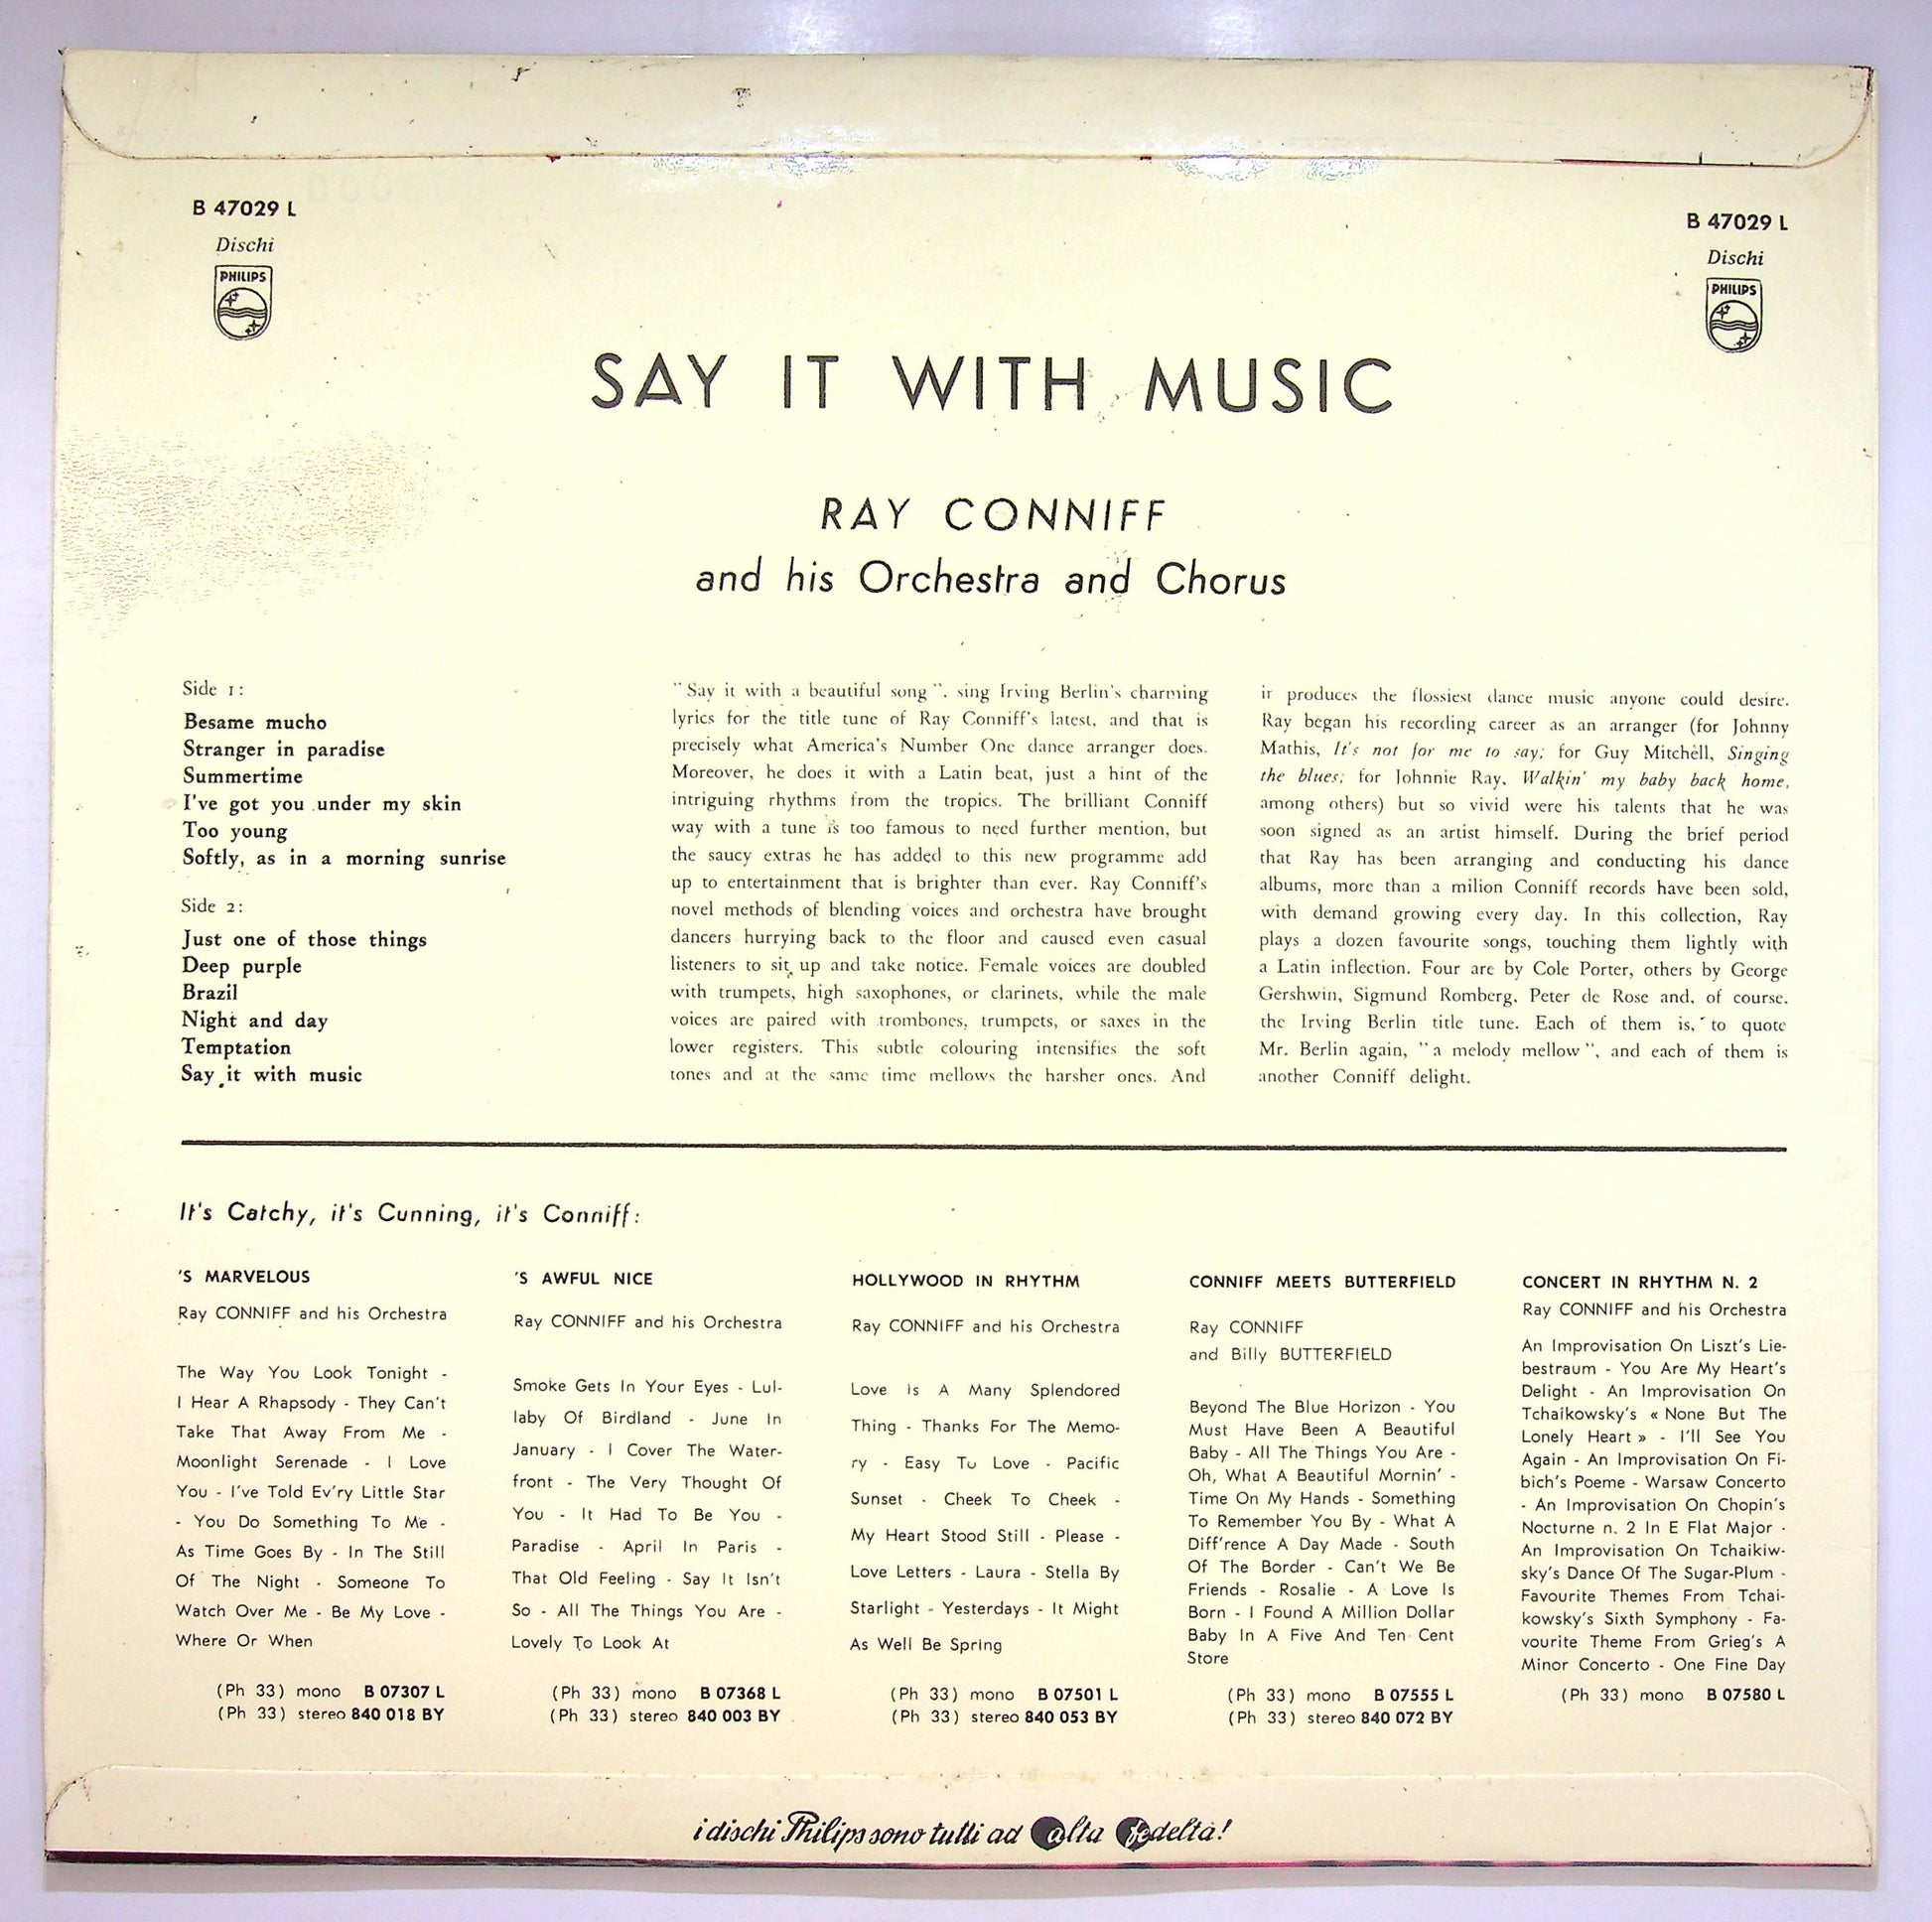 B 47029 L
Dischi
PHILIPS
B 47029 L
Dischi
PHILIPS
SAY IT WITH MUSIC
RAY CONNIFF
and his Orchestra and Chorus
Side 1:
Besame mucho
Stranger in paradise
Summertime
I've got you under my skin
Too young
Softly, as in a morning sunrise
Side 2:
Just one of those things
Deep purple
Brazil
Night and day
Temptation
Say it with music
"Say it with a beautiful song", sing Irving Berlin's charming
lyrics for the title tune of Ray Conniff's latest, and that is
precisely what America's Number One dance arranger does.
Moreover, he does it with a Latin beat, just a hint of the
intriguing rhythms from the tropics. The brilliant Conniff
way with a tune is too famous to need further mention, but
the saucy extras he has added to this new programme add
up to entertainment that is brighter than ever. Ray Conniff's
novel methods of blending voices and orchestra have brought
dancers hurrying back to the floor and caused even casual
listeners to sit up and take notice. Female voices are doubled
with trumpets, high saxophones, or clarinets, while the male
voices are paired with trombones, trumpets, or saxes in the
lower registers. This subtle colouring intensifies the soft
tones and at the same time mellows the harsher ones. And
it produces the flossiest dance music anyone could desire.
Ray began his recording career as an arranger (for Johnny
Mathis, It's not for me to say; for Guy Mitchell, Singing
the blues; for Johnnie Ray, Walkin' my baby back home,
among others) but so vivid were his talents that he was
soon signed as an artist himself. During the brief period
that Ray has been arranging and conducting his dance
albums, more than a milion Conniff records have been sold,
with demand growing every day. In this collection, Ray
plays a dozen favourite songs, touching them lightly with
a Latin inflection. Four are by Cole Porter, others by George
Gershwin, Sigmund Romberg, Peter de Rose and, of course,
the Irving Berlin title tune. Each of them is, to quote
Mr. Berlin again, "a melody mellow", and each of them is
another Conniff delight.
It's Catchy, it's Cunning, it's Conniff:
'S MARVELOUS
Ray CONNIFF and his Orchestra
The Way You Look Tonight -
I Hear A Rhapsody - They Can't
Take That Away From Me -
Moonlight Serenade - I Love
You - I've Told Ev'ry Little Star
- You Do Something To Me -
As Time Goes By - In The Still
Of The Night - Someone To
Watch Over Me - Be My Love -
Where Or When
(Ph 33) mono B 07307 L
(Ph 33) stereo 840 018 BY
'S AWFUL NICE
Ray CONNIFF and his Orchestra
Smoke Gets In Your Eyes - Lul-
laby Of Birdland - June In
January - I Cover The Water-
front - The Very Thought Of
You - It Had To Be You -
Paradise - April In Paris -
That Old Feeling - Say It Isn't
So - All The Things You Are -
Lovely To Look At
(Ph 33) mono B 07368 L
(Ph 33) stereo 840 003 BY
HOLLYWOOD IN RHYTHM
Ray CONNIFF and his Orchestra
Love Is A Many Splendored
Thing - Thanks For The Memo-
ry - Easy To Love - Pacific
Sunset - Cheek To Cheek -
My Heart Stood Still - Please -
Love Letters - Laura - Stella By
Starlight - Yesterdays - It Might
As Well Be Spring
(Ph 33) mono B 07501 L
(Ph 33) stereo 840 053 BY
CONNIFF MEETS BUTTERFIELD
Ray CONNIFF
and Billy BUTTERFIELD
Beyond The Blue Horizon - You
Must Have Been A Beautiful
Baby - All The Things You Are -
Oh, What A Beautiful Mornin' -
Time On My Hands - Something
To Remember You By - What A
Diff'rence A Day Made - South
Of The Border - Can't We Be
Friends - Rosalie - A Love Is
Born - I Found A Million Dollar
Baby In A Five And Ten Cent
Store
(Ph 33) mono B 07555 L
(Ph 33) stereo 840 072 BY
CONCERT IN RHYTHM N. 2
Ray CONNIFF and his Orchestra
An Improvisation On Liszt's Lie-
bestraum - You Are My Heart's
Delight - An Improvisation On
Tchaikowsky's « None But The
Lonely Heart » - I'll See You
Again - An Improvisation On Fi-
bich's Poeme - Warsaw Concerto
- An Improvisation On Chopin's
Nocturne n. 2 In E Flat Major -
An Improvisation On Tchaikiw-
sky's Dance Of The Sugar-Plum -
Favourite Themes From Tchai-
kowsky's Sixth Symphony - Fa-
vourite Theme From Grieg's A
Minor Concerto - One Fine Day
(Ph 33) mono B 07580 L
i dischi Philips sono tutti ad alta fedeltà!